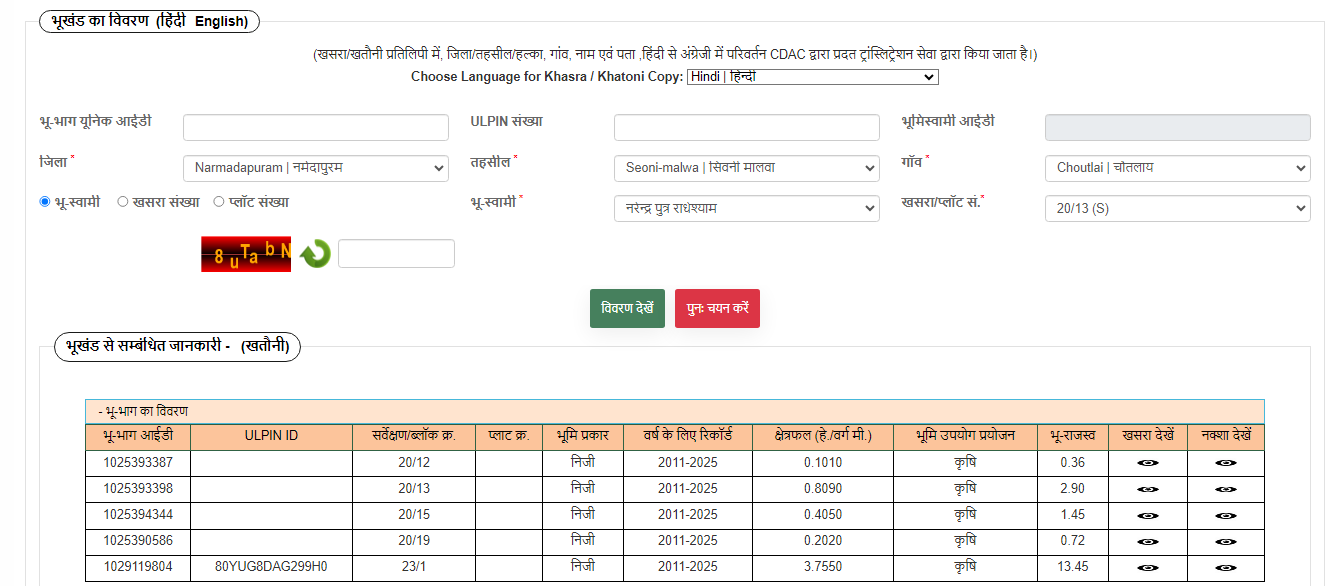 भूखंड का विवरण (हिंदी English)
(खसरा/खतौनी प्रतिलिपी में, जिला/तहसील/हल्का, गांव, नाम एवं पता ,हिंदी से अंग्रेजी में परिवर्तन CDAC द्वारा प्रदत ट्रांस्लिट्रेशन सेवा द्वारा किया जाता है।)
Choose Language for Khasra / Khatoni Copy: Hindi | हिन्दी
भू-भाग यूनिक आईडी ULPIN संख्या भूमिस्वामी आईडी
जिला * Narmadapuram | नर्मदापुरम तहसील * Seoni-malwa | सिवनी मालवा गाँव * Choutlai | चौतलाय
भू-स्वामी खसरा संख्या प्लॉट संख्या भू-स्वामी * नरेन्द्र पुत्र राधेश्याम खसरा/प्लॉट सं.* 20/13 (S)
8uTabN
विवरण देखें पुनः चयन करें
भूखंड से सम्बंधित जानकारी - (खतौनी)
- भू-भाग का विवरण
भू-भाग आईडी ULPIN ID सर्वेक्षण/ब्लॉक क्र. प्लाट क्र. भूमि प्रकार वर्ष के लिए रिकॉर्ड क्षेत्रफल (हे./वर्ग मी.) भूमि उपयोग प्रयोजन भू-राजस्व खसरा देखें नक्शा देखें
1025393387 20/12 निजी 2011-2025 0.1010 कृषि 0.36
1025393398 20/13 निजी 2011-2025 0.8090 कृषि 2.90
1025394344 20/15 निजी 2011-2025 0.4050 कृषि 1.45
1025390586 20/19 निजी 2011-2025 0.2020 कृषि 0.72
1029119804 80YUG8DAG299H0 23/1 निजी 2011-2025 3.7550 कृषि 13.45